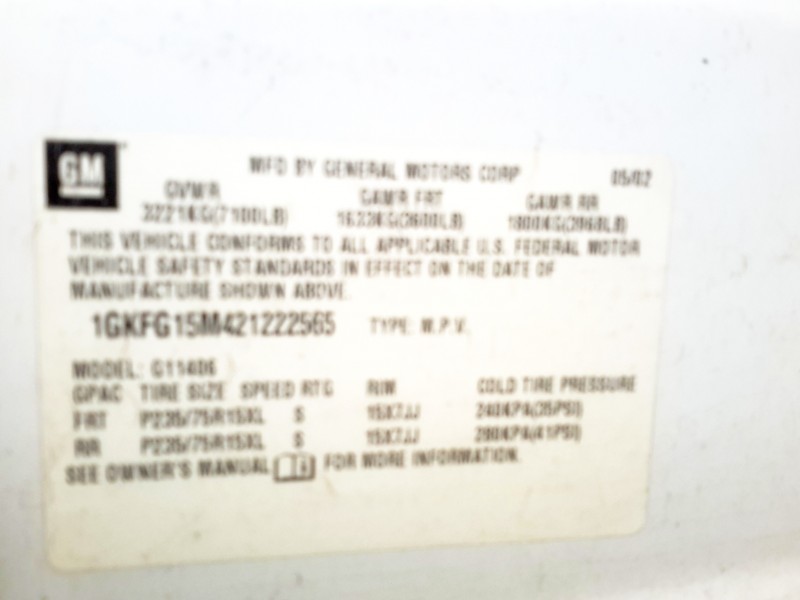 GM
MFD BY GENERAL MOTORS CORP 05/02
GVWR GAWR FRT GAWR RR
3221KG(7100LB) 1633KG(3600LB) 1800KG(3968LB)
THIS VEHICLE CONFORMS TO ALL APPLICABLE U.S. FEDERAL MOTOR
VEHICLE SAFETY STANDARDS IN EFFECT ON THE DATE OF
MANUFACTURE SHOWN ABOVE.
1GKFG15M421222565 TYPE: M.P.V.
MODEL: G11406
GPAC TIRE SIZE SPEED RTG RIM COLD TIRE PRESSURE
FRT P235/75R15XL S 15X7JJ 240KPA(35PSI)
RR P235/75R15XL S 15X7JJ 280KPA(41PSI)
SEE OWNER'S MANUAL FOR MORE INFORMATION.